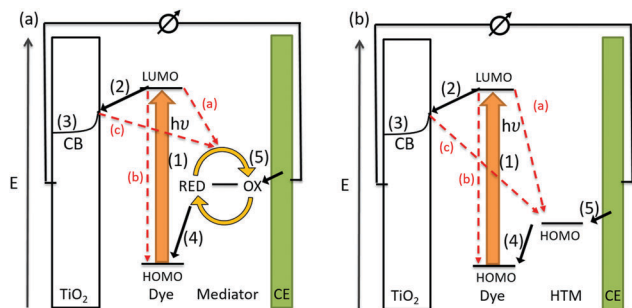 (a)
(b)
LUMO
(2)
(a)
(3)
(c)
hυ
CB
(1)
(5)
E
(b)
RED
OX
(4)
HOMO
TiO2
Dye
Mediator
CE
LUMO
(2)
(a)
(3)
hυ
CB
(c)
(1)
E
(b)
(5)
(4)
HOMO
HOMO
TiO2
Dye
HTM
CE